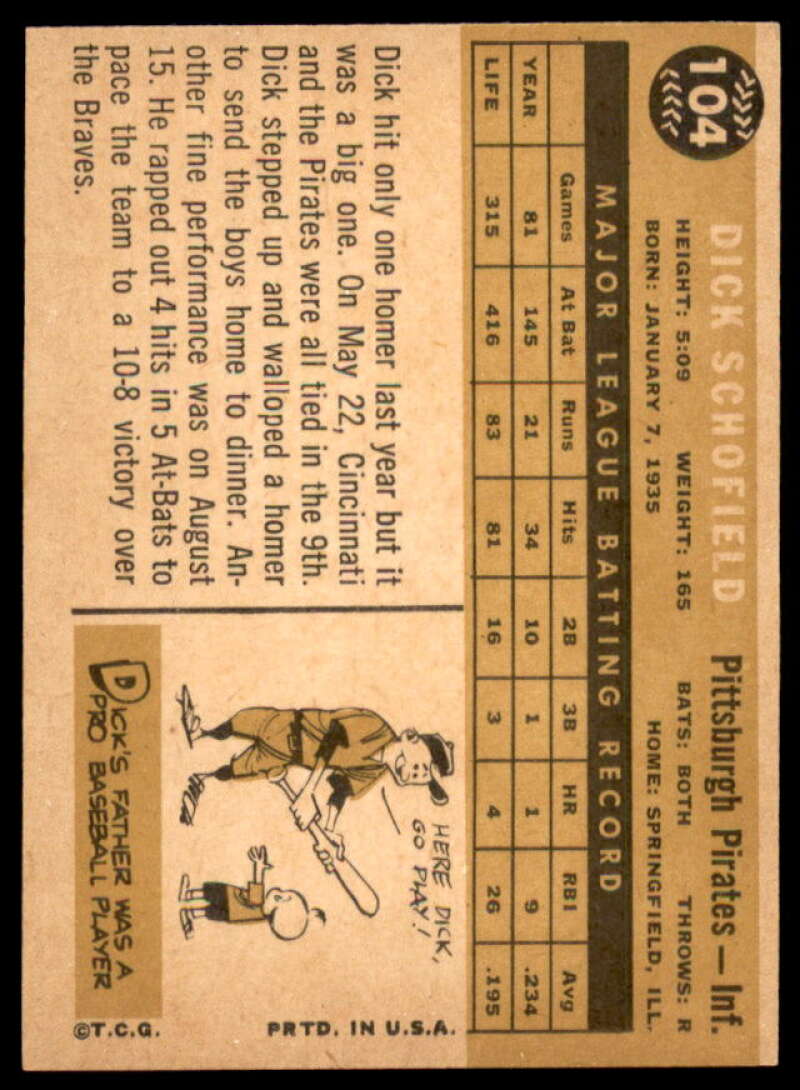 104
DICK SCHOFIELD Pittsburgh Pirates — Inf.
HEIGHT: 5:09 WEIGHT: 165 BATS: BOTH THROWS: R
BORN: JANUARY 7, 1935 HOME: SPRINGFIELD, ILL.
MAJOR LEAGUE BATTING RECORD
Games At Bat Runs Hits 2B 3B HR RBI Avg
YEAR 81 145 21 34 10 1 1 9 .234
LIFE 315 416 83 81 16 3 4 26 .195
Dick hit only one homer last year but it
was a big one. On May 22, Cincinnati
and the Pirates were all tied in the 9th.
Dick stepped up and walloped a homer
to send the boys home to dinner. An-
other fine performance was on August
15. He rapped out 4 hits in 5 At-Bats to
pace the team to a 10-8 victory over
the Braves.
HERE DICK,
GO PLAY!
DICK'S FATHER WAS A
PRO BASEBALL PLAYER
©T.C.G. PRTD. IN U.S.A.